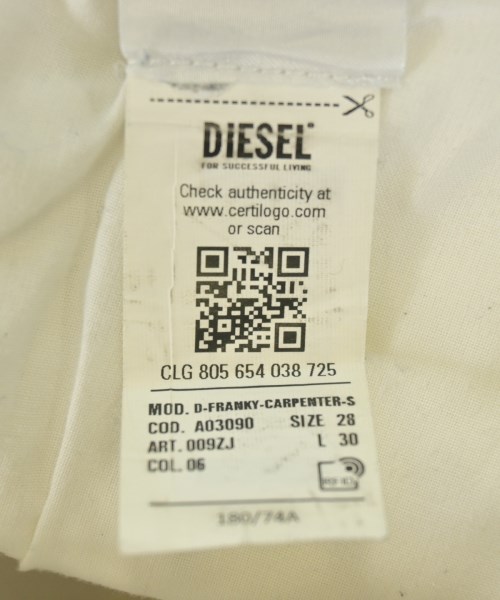 DIESEL®
FOR SUCCESSFUL LIVING
Check authenticity at
www.certilogo.com
or scan
CLG 805 654 038 725
MOD. D-FRANKY-CARPENTER-S
COD. A03090 SIZE 28
ART. 009ZJ L 30
COL. 06
RFID
180/74A